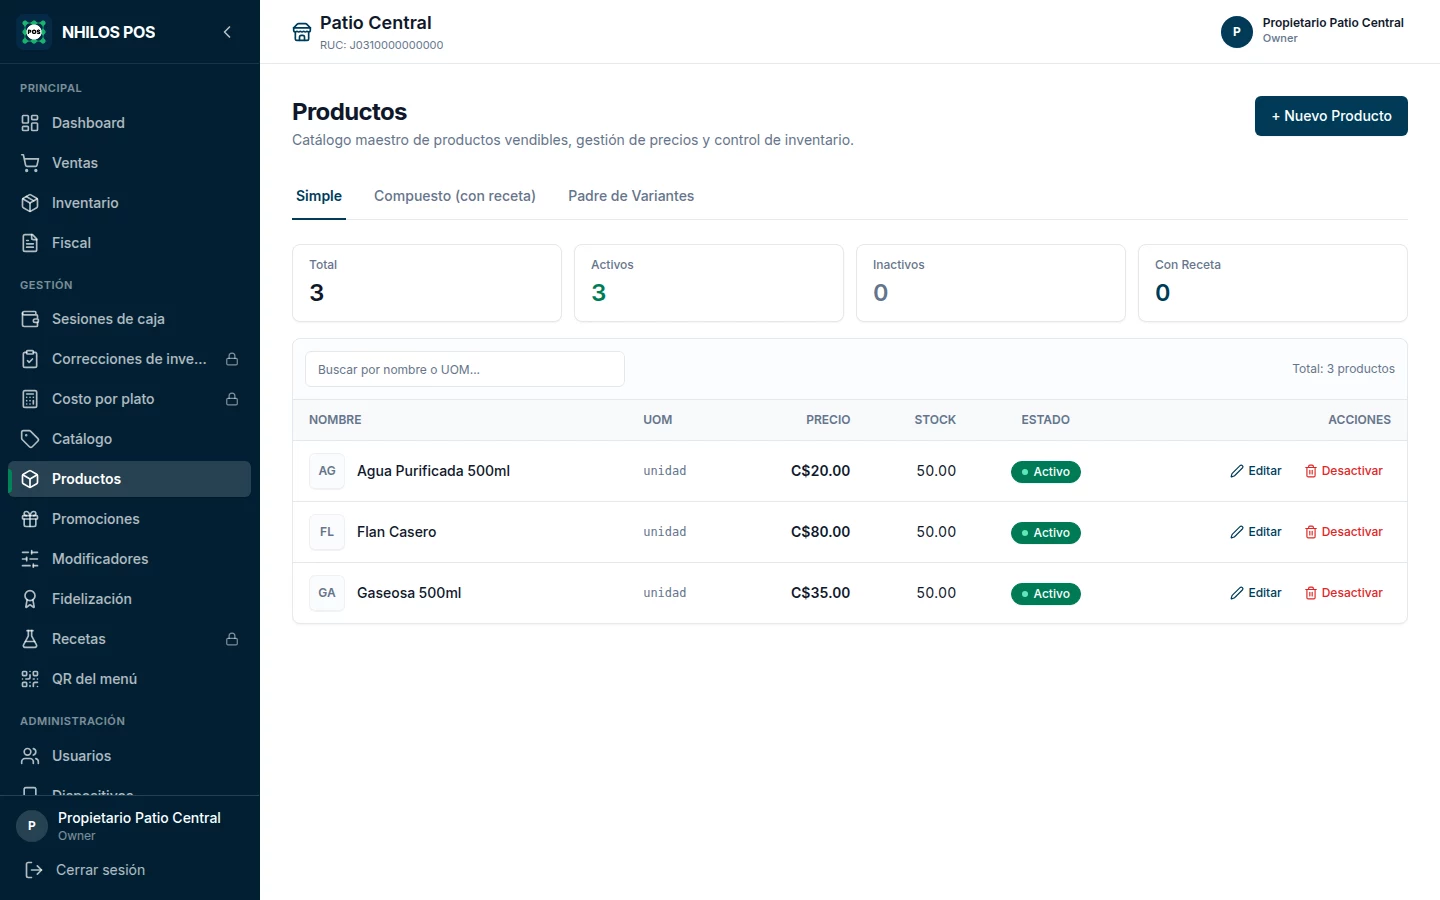 POS
NHILOS POS
PRINCIPAL
Dashboard
Ventas
Inventario
Fiscal
GESTIÓN
Sesiones de caja
Correcciones de inve...
Costo por plato
Catálogo
Productos
Promociones
Modificadores
Fidelización
Recetas
QR del menú
ADMINISTRACIÓN
Usuarios
Dispositivos
P
Propietario Patio Central
Owner
Cerrar sesión
Patio Central
RUC: J0310000000000
P
Propietario Patio Central
Owner
Productos
Catálogo maestro de productos vendibles, gestión de precios y control de inventario.
+ Nuevo Producto
Simple
Compuesto (con receta)
Padre de Variantes
Total
3
Activos
3
Inactivos
0
Con Receta
0
Buscar por nombre o UOM...
Total: 3 productos
NOMBRE UOM PRECIO STOCK ESTADO ACCIONES
AG Agua Purificada 500ml unidad C$20.00 50.00 Activo Editar Desactivar
FL Flan Casero unidad C$80.00 50.00 Activo Editar Desactivar
GA Gaseosa 500ml unidad C$35.00 50.00 Activo Editar Desactivar